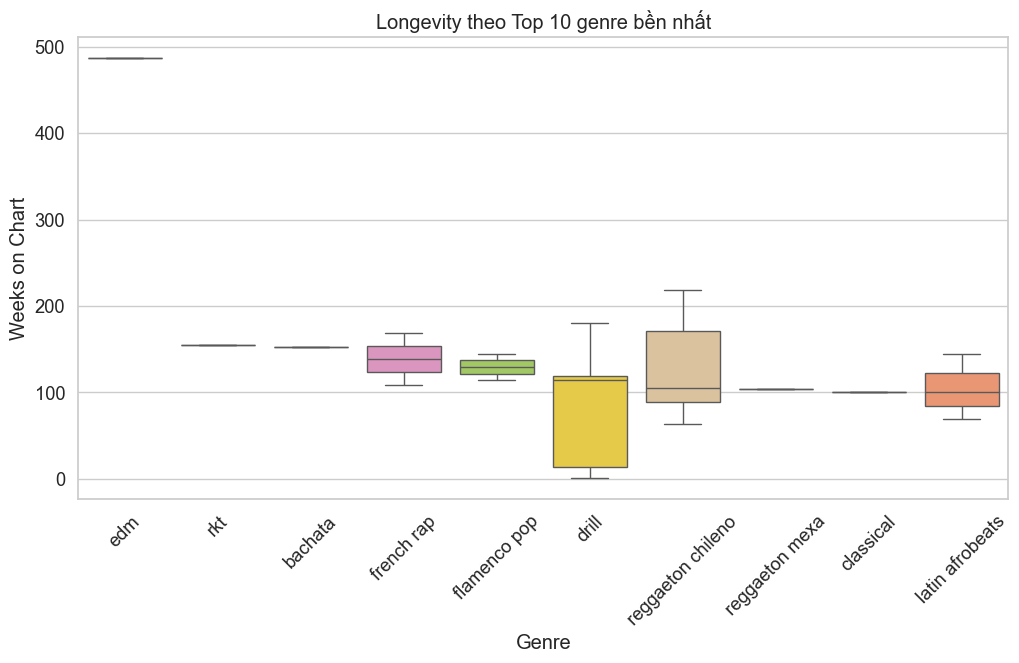 Longevity theo Top 10 genre bền nhất
Weeks on Chart
500
400
300
200
100
0
edm
rkt
bachata
french rap
flamenco pop
drill
reggaeton chileno
reggaeton mexa
classical
latin afrobeats
Genre